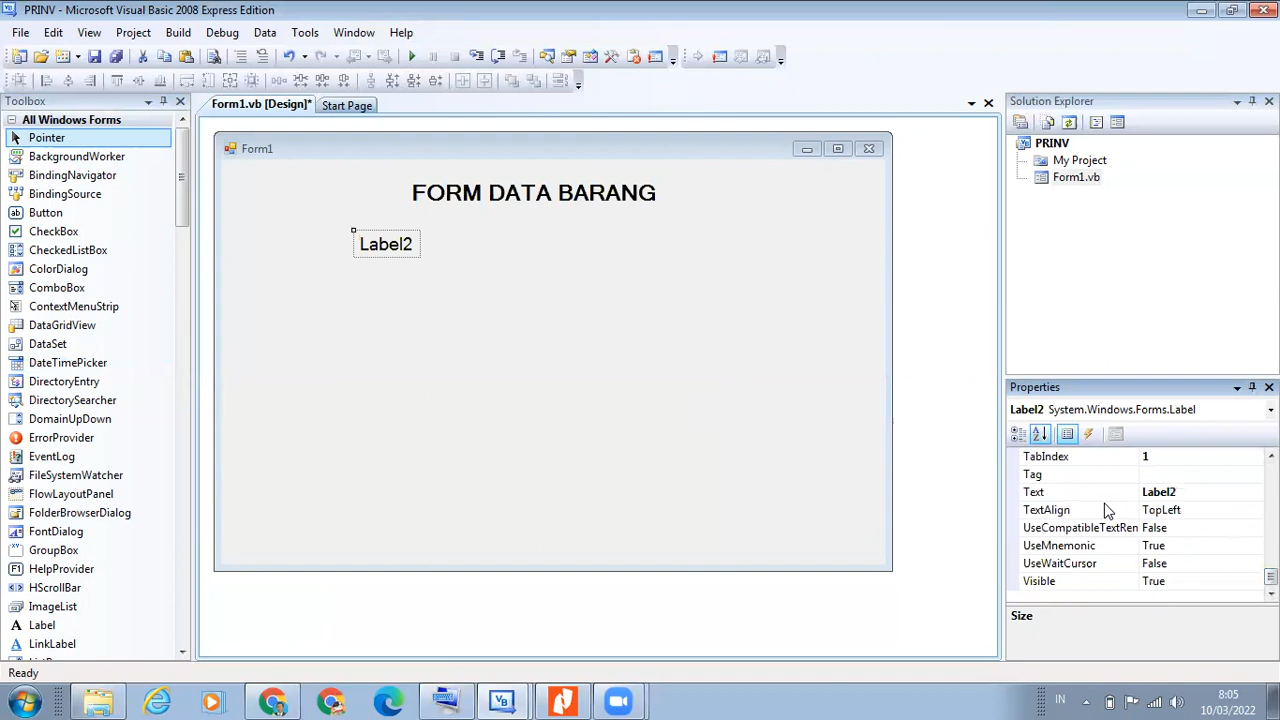 PRINV - Microsoft Visual Basic 2008 Express Edition
File Edit View Project Build Debug Data Tools Window Help
Toolbox
All Windows Forms
Pointer
BackgroundWorker
BindingNavigator
BindingSource
Button
CheckBox
CheckedListBox
ColorDialog
ComboBox
ContextMenuStrip
DataGridView
DataSet
DateTimePicker
DirectoryEntry
DirectorySearcher
DomainUpDown
ErrorProvider
EventLog
FileSystemWatcher
FlowLayoutPanel
FolderBrowserDialog
FontDialog
GroupBox
HelpProvider
HScrollBar
ImageList
Label
LinkLabel
Form1.vb [Design]* Start Page
Form1
FORM DATA BARANG
Label2
Solution Explorer
PRINV
My Project
Form1.vb
Properties
Label2 System.Windows.Forms.Label
TabIndex 1
Tag
Text Label2
TextAlign TopLeft
UseCompatibleTextRen False
UseMnemonic True
UseWaitCursor False
Visible True
Size
Ready
IN
8:05
10/03/2022